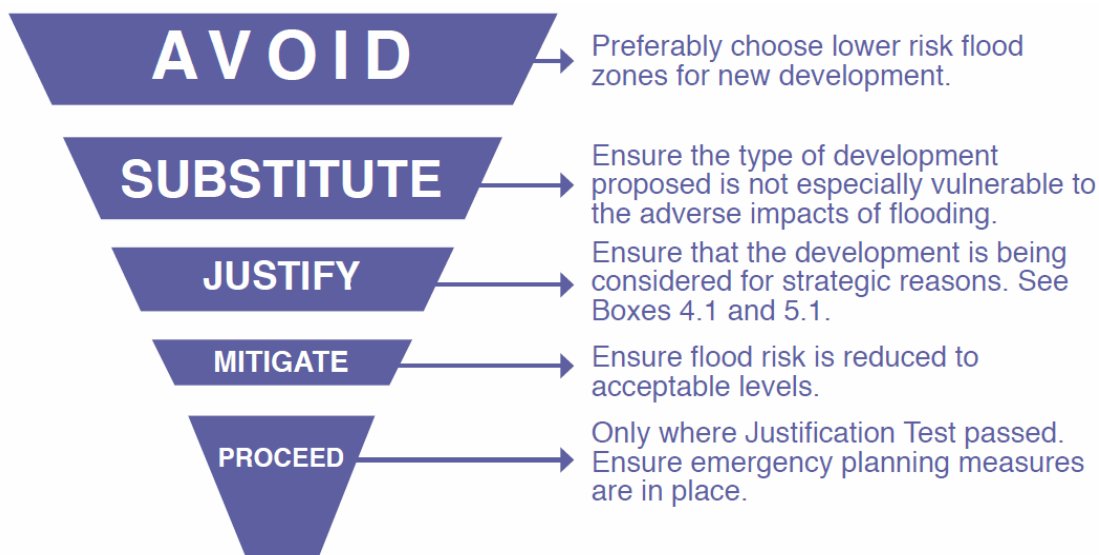 AVOID
Preferably choose lower risk flood
zones for new development.
SUBSTITUTE
Ensure the type of development
proposed is not especially vulnerable to
the adverse impacts of flooding.
JUSTIFY
Ensure that the development is being
considered for strategic reasons. See
Boxes 4.1 and 5.1.
MITIGATE
Ensure flood risk is reduced to
acceptable levels.
PROCEED
Only where Justification Test passed.
Ensure emergency planning measures
are in place.